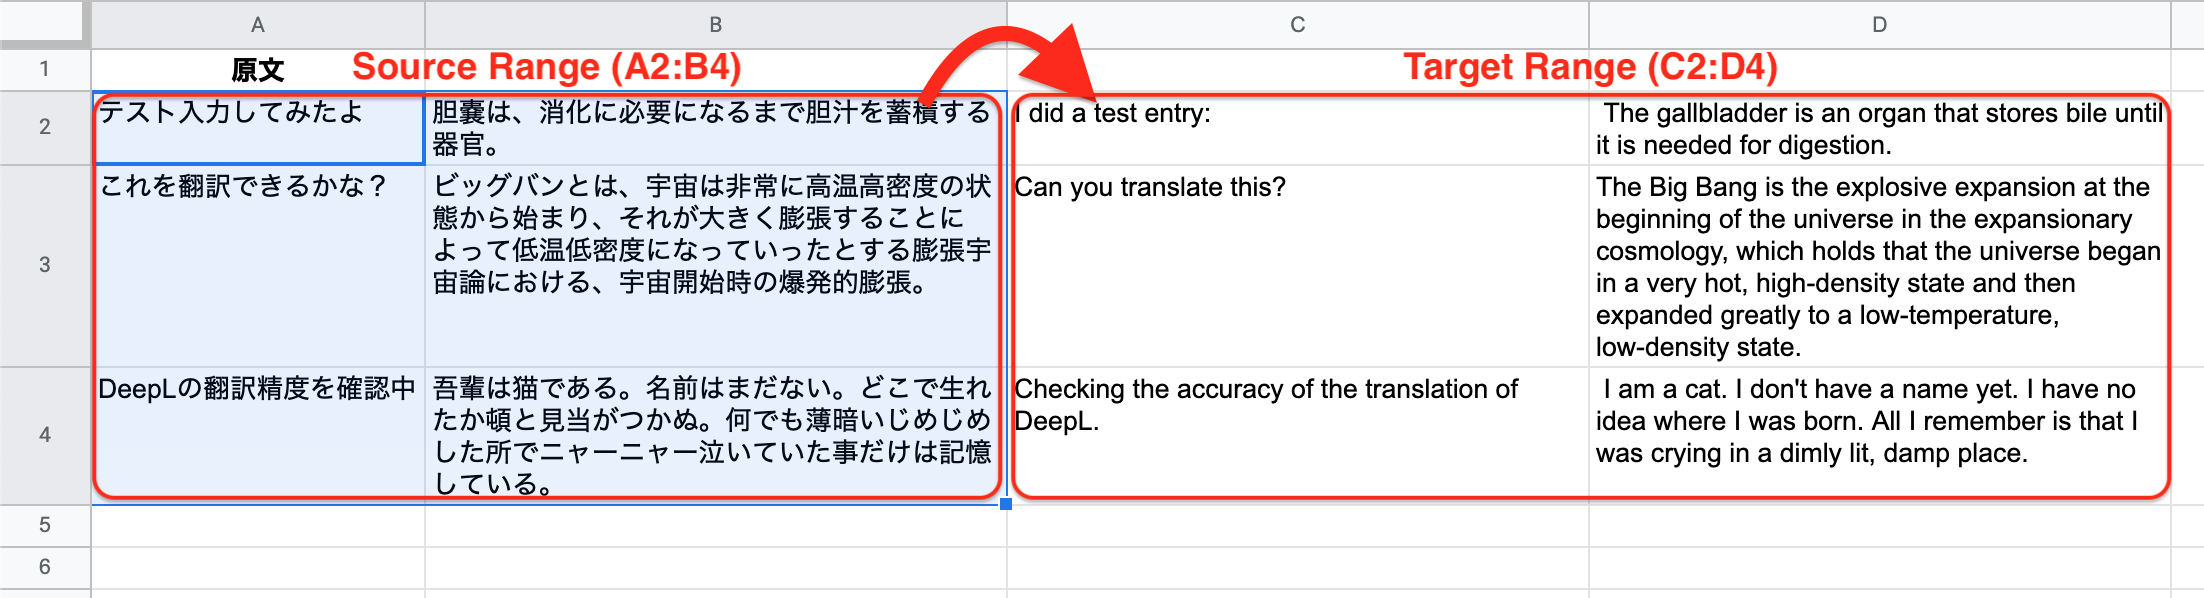 A B C D
1 原文 Source Range (A2:B4) Target Range (C2:D4)
2
テスト入力してみたよ
胆嚢は、消化に必要になるまで胆汁を蓄積する
器官。
I did a test entry:
The gallbladder is an organ that stores bile until
it is needed for digestion.
3
これを翻訳できるかな？
ビッグバンとは、宇宙は非常に高温高密度の状
態から始まり、それが大きく膨張することに
よって低温低密度になっていったとする膨張宇
宙論における、宇宙開始時の爆発的膨張。
Can you translate this?
The Big Bang is the explosive expansion at the
beginning of the universe in the expansionary
cosmology, which holds that the universe began
in a very hot, high-density state and then
expanded greatly to a low-temperature,
low-density state.
4
DeepLの翻訳精度を確認中
吾輩は猫である。名前はまだない。どこで生れ
たか頓と見当がつかぬ。何でも薄暗いじめじめ
した所でニャーニャー泣いていた事だけは記憶
している。
Checking the accuracy of the translation of
DeepL.
I am a cat. I don't have a name yet. I have no
idea where I was born. All I remember is that I
was crying in a dimly lit, damp place.
5
6